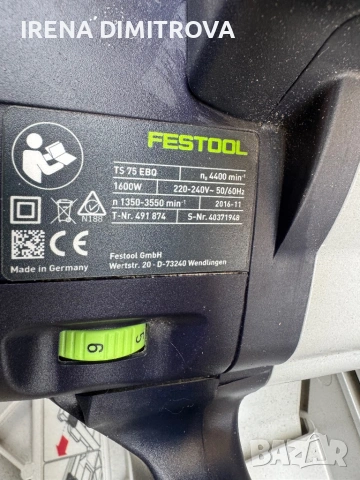 IRENA DIMITROVA
FESTOOL
TS 75 EBQ
n₀ 4400 min⁻¹
1600W
220-240V~ 50/60Hz
n 1350-3550 min⁻¹
2016-11
T-Nr. 491 874
S-Nr. 40371948
N188
CE
Made in Germany
Festool GmbH
Wertstr. 20 · D-73240 Wendlingen
6
5
BAZAR